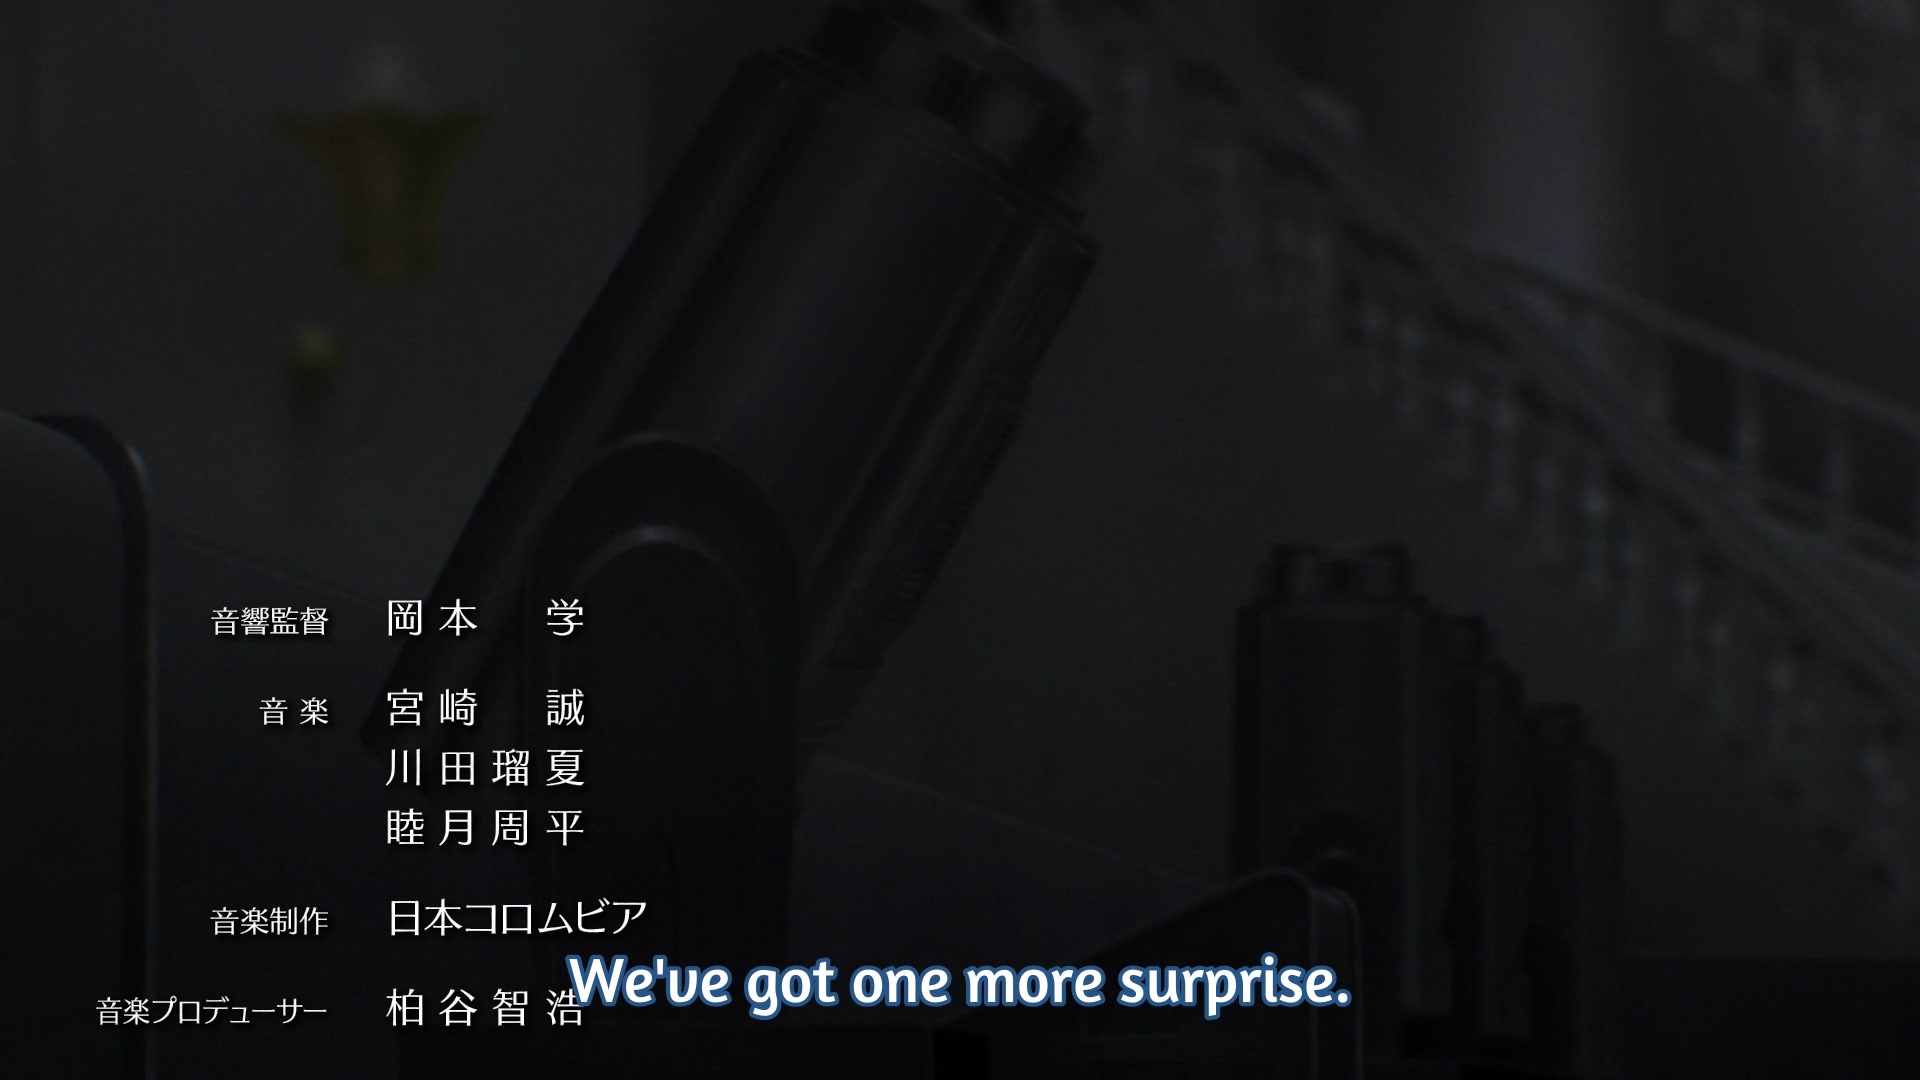 音響監督 岡本 学
音楽 宮崎 誠
川田瑠夏
睦月周平
音楽制作 日本コロムビア
We've got one more surprise.
音楽プロデューサー 柏谷智浩